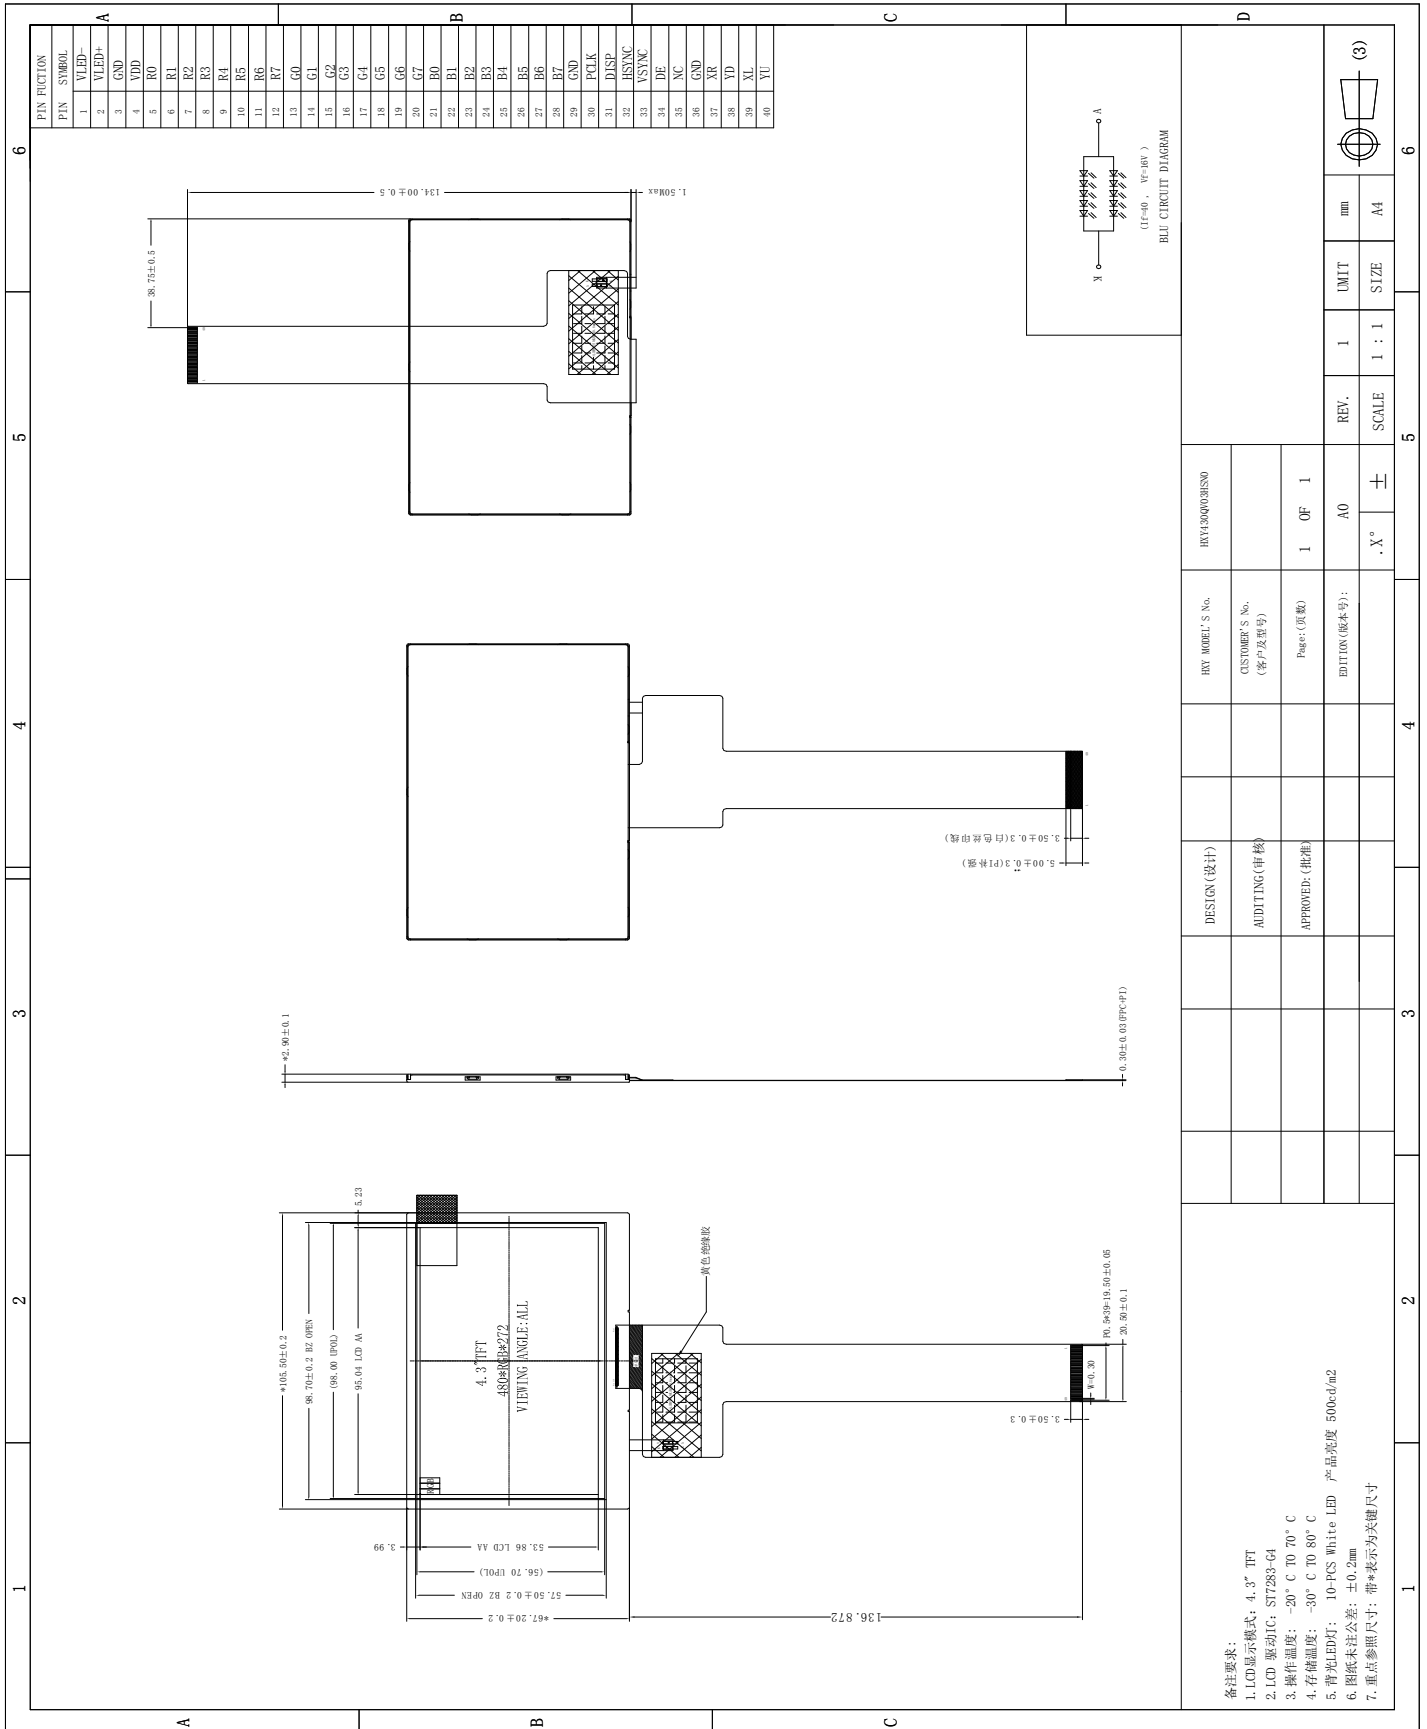 PIN FUCTION
PIN SYMBOL
1 VLED-
2 VLED+
3 GND
4 VDD
5 R0
6 R1
7 R2
8 R3
9 R4
10 R5
11 R6
12 R7
13 G0
14 G1
15 G2
16 G3
17 G4
18 G5
19 G6
20 G7
21 B0
22 B1
23 B2
24 B3
25 B4
26 B5
27 B6
28 B7
29 GND
30 PCLK
31 DISP
32 HSYNC
33 VSYNC
34 DE
35 NC
36 GND
37 XR
38 YD
39 XL
40 YU
1
2
3
4
5
6
A
B
C
D
*105.50±0.2
98.70±0.2 BZ OPEN
(98.00 UPOL)
95.04 LCD AA
5.23
4.3"TFT
480*RGB*272
VIEWING ANGLE:ALL
RGB
3.99
53.86 LCD AA
(56.70 UPOL)
57.50±0.2 BZ OPEN
*67.20±0.2
136.872
黄色绝缘胶
3.50±0.3
W=0.30
P0.5*39=19.50±0.05
20.50±0.1
*2.90±0.1
0.30±0.03(FPC+PI)
3.50±0.3(白色丝印线)
5.00±0.3(PI补强)
38.75±0.5
134.00±0.5
1.50Max
K
A
(If=40 , Vf=16V )
BLU CIRCUIT DIAGRAM
备注要求:
1.LCD显示模式: 4.3" TFT
2.LCD 驱动IC: ST7283-G4
3.操作温度: -20° C TO 70° C
4.存储温度: -30° C TO 80° C
5.背光LED灯: 10-PCS White LED 产品亮度 500cd/m2
6.图纸未注公差: ±0.2mm
7.重点参照尺寸: 带*表示为关键尺寸
DESIGN(设计)
AUDITING(审核)
APPROVED:(批准)
HXY MODEL'S No.
HXY430QV03HSN0
CUSTOMER'S No.
(客户及型号)
Page:(页数)
1 OF 1
EDITION(版本号):
A0
REV.
1
UMIT
mm
.X°
±
SCALE
1 : 1
SIZE
A4
(3)
1
2
3
4
5
6
A
B
C